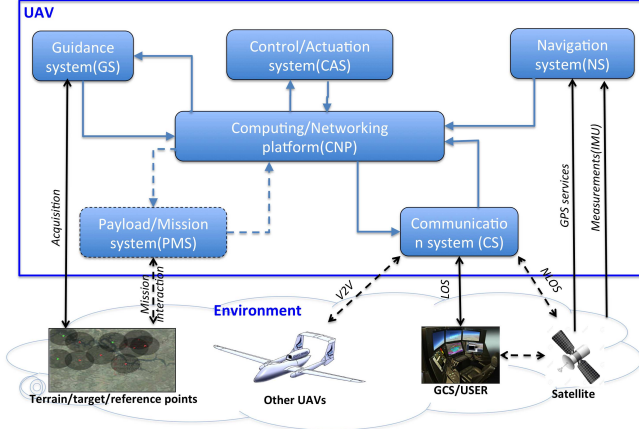 UAV
Guidance
system(GS)
Control/Actuation
system(CAS)
Navigation
system(NS)
Computing/Networking
platform(CNP)
Payload/Mission
system(PMS)
Communicatio
n system (CS)
Acquisition
Mission
Interaction
V2V
LOS
NLOS
GPS services
Measurements(IMU)
Environment
Terrain/target/reference points
Other UAVs
GCS/USER
Satellite